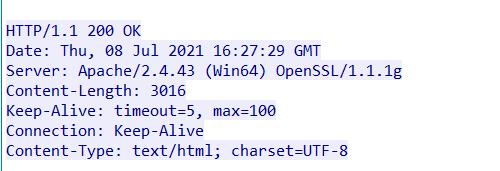 HTTP/1.1 200 OK
Date: Thu, 08 Jul 2021 16:27:29 GMT
Server: Apache/2.4.43 (Win64) OpenSSL/1.1.1g
Content-Length: 3016
Keep-Alive: timeout=5, max=100
Connection: Keep-Alive
Content-Type: text/html; charset=UTF-8